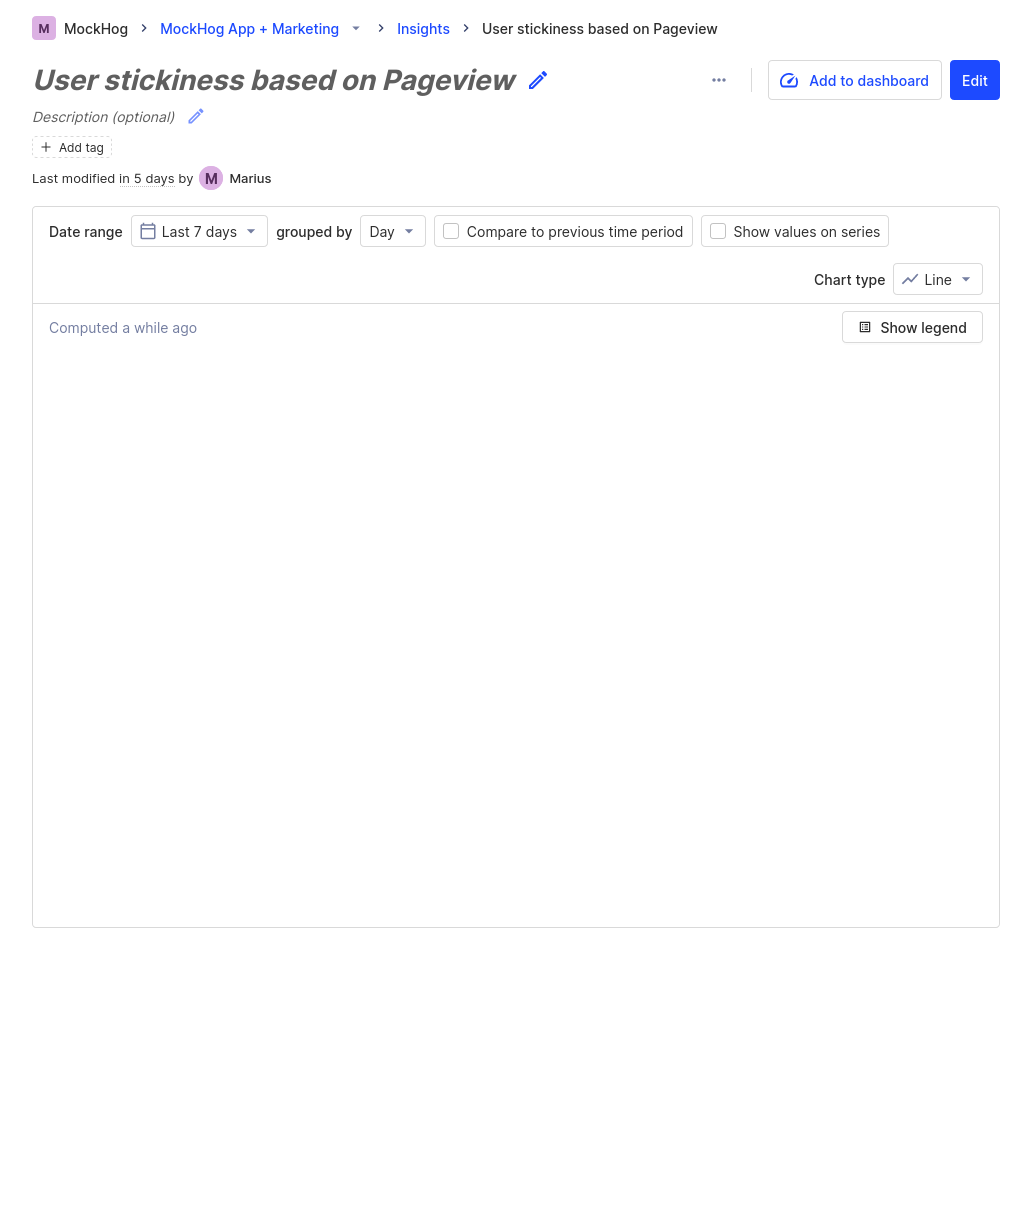 M MockHog MockHog App + Marketing Insights User stickiness based on Pageview
User stickiness based on Pageview
Add to dashboard Edit
Description (optional)
Add tag
Last modified in 5 days by M Marius
Date range Last 7 days grouped by Day Compare to previous time period Show values on series
Chart type Line
Computed a while ago Show legend